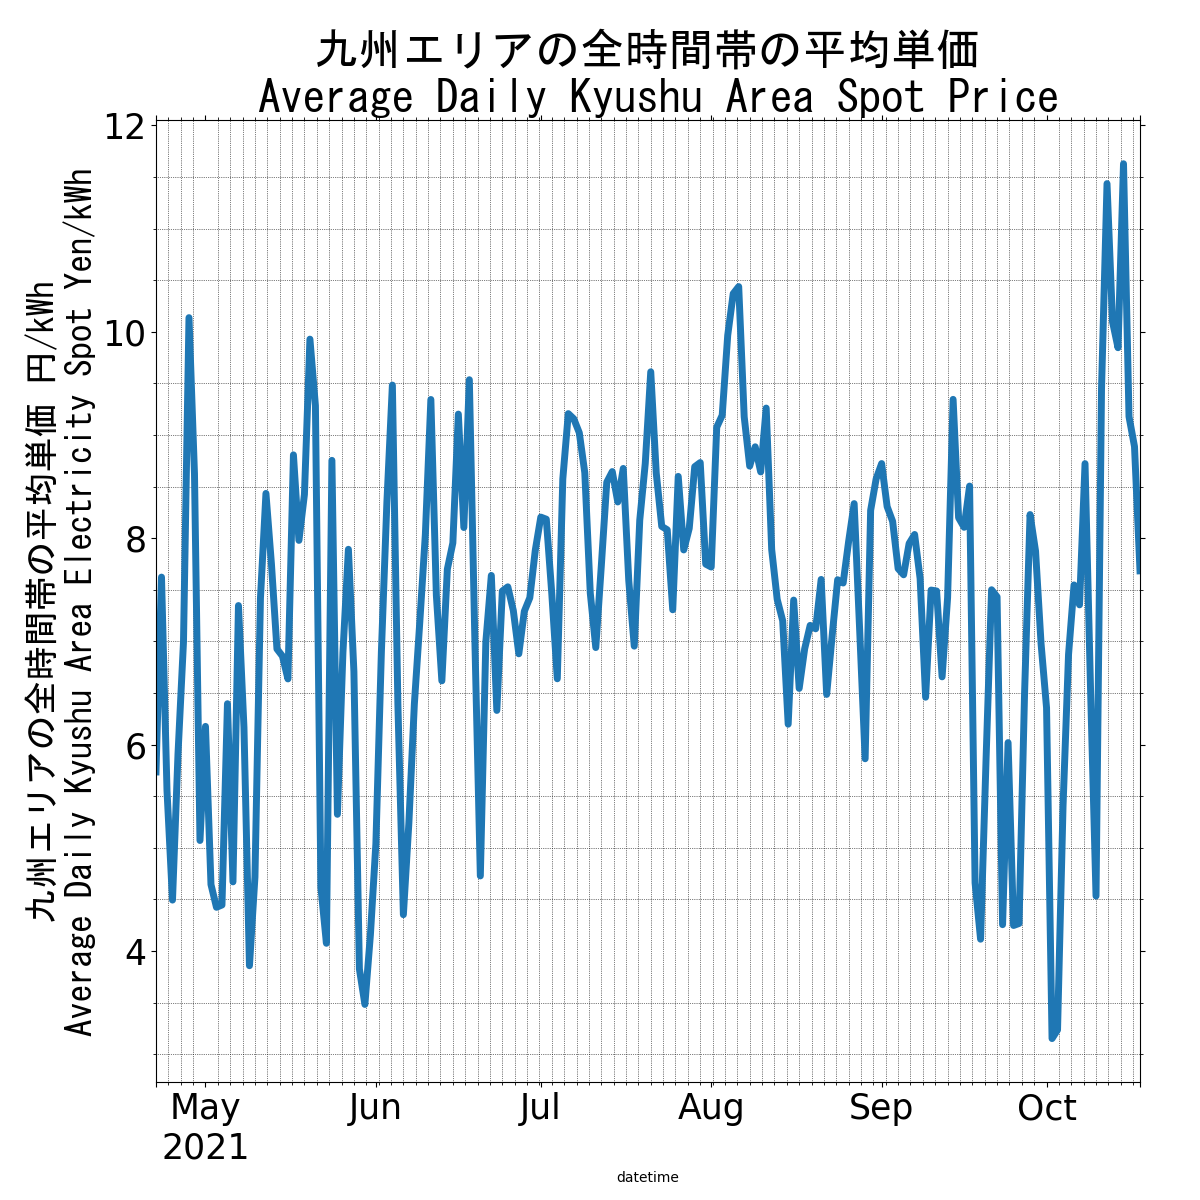 九州エリアの全時間帯の平均単価
Average Daily Kyushu Area Spot Price
九州エリアの全時間帯の平均単価 円/kWh
Average Daily Kyushu Area Electricity Spot Yen/kWh
12
10
8
6
4
May Jun Jul Aug Sep Oct
2021
datetime